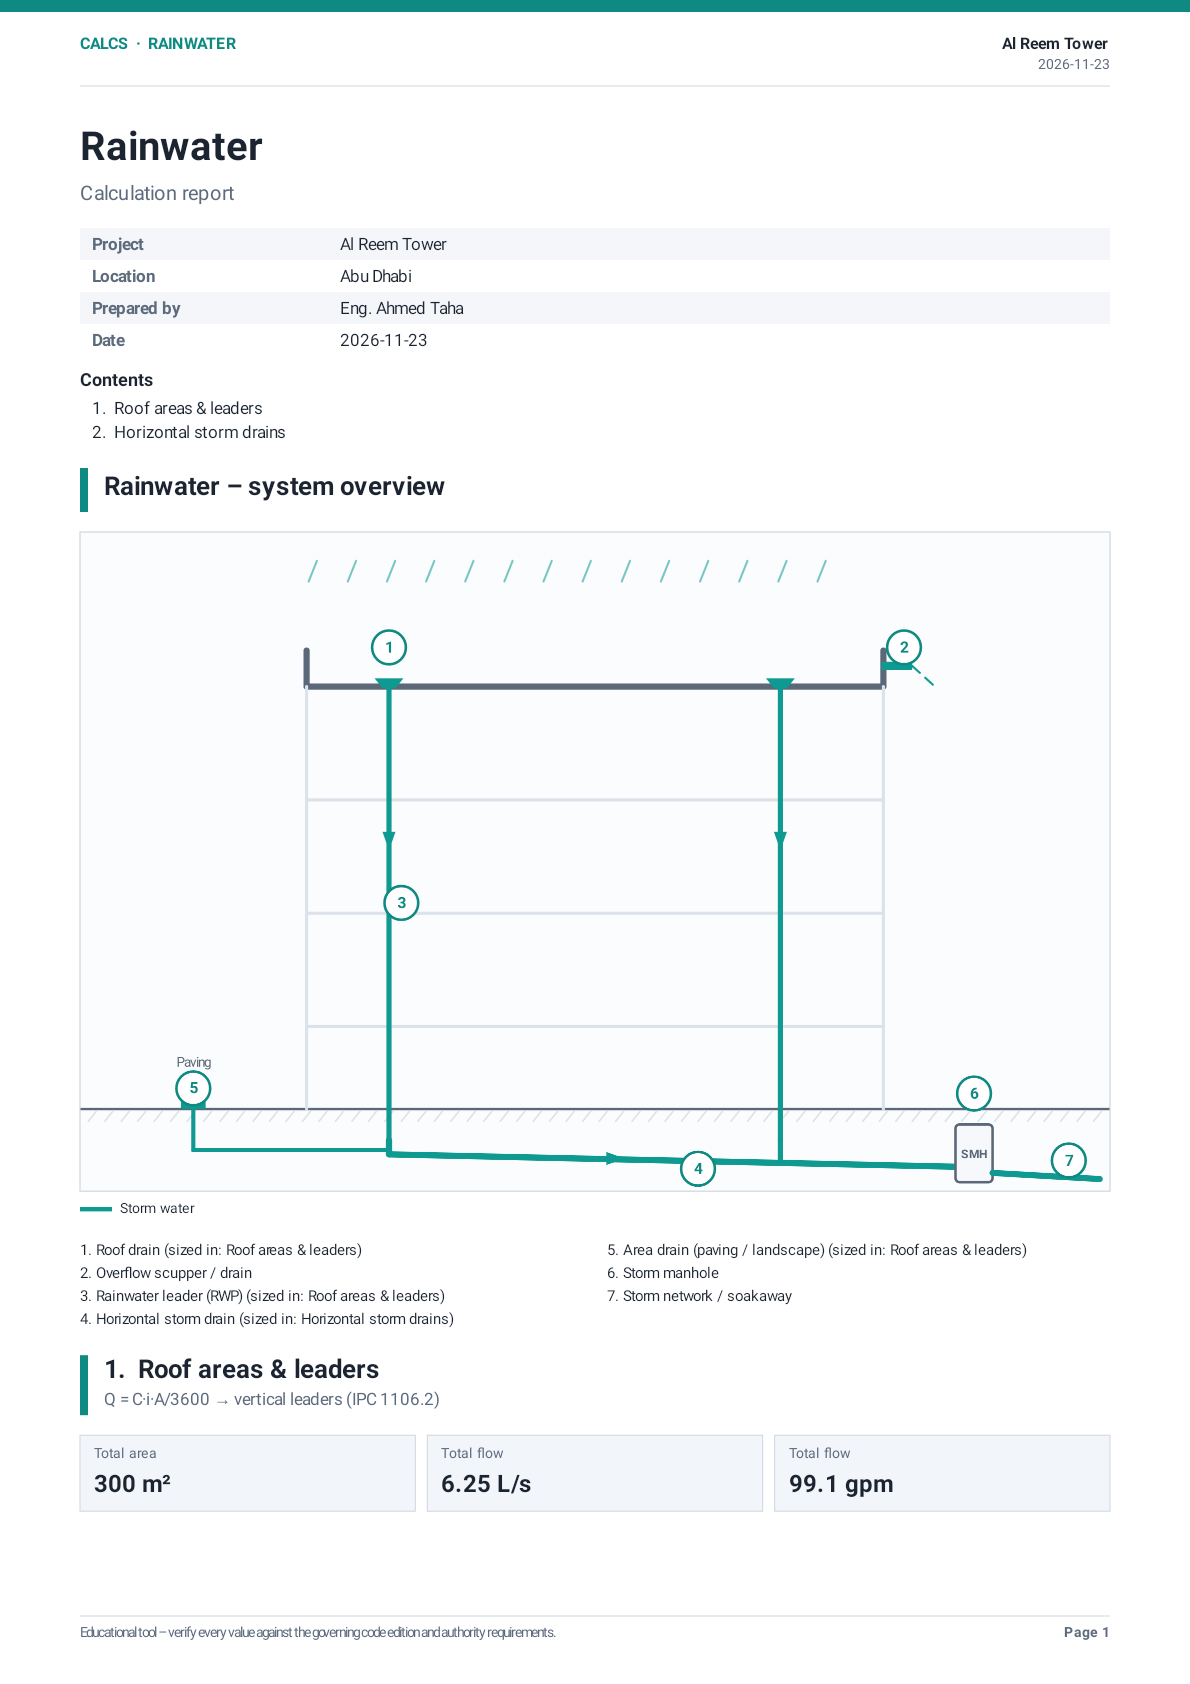 CALCS · RAINWATER
Al Reem Tower
2026-11-23
Rainwater
Calculation report
Project Al Reem Tower
Location Abu Dhabi
Prepared by Eng. Ahmed Taha
Date 2026-11-23
Contents
1. Roof areas & leaders
2. Horizontal storm drains
Rainwater – system overview
1
2
3
Paving
5
6
SMH
4
7
Storm water
1. Roof drain (sized in: Roof areas & leaders)
2. Overflow scupper / drain
3. Rainwater leader (RWP) (sized in: Roof areas & leaders)
4. Horizontal storm drain (sized in: Horizontal storm drains)
5. Area drain (paving / landscape) (sized in: Roof areas & leaders)
6. Storm manhole
7. Storm network / soakaway
1. Roof areas & leaders
Q = C·i·A/3600 → vertical leaders (IPC 1106.2)
Total area
300 m²
Total flow
6.25 L/s
Total flow
99.1 gpm
Educational tool – verify every value against the governing code edition and authority requirements.
Page 1